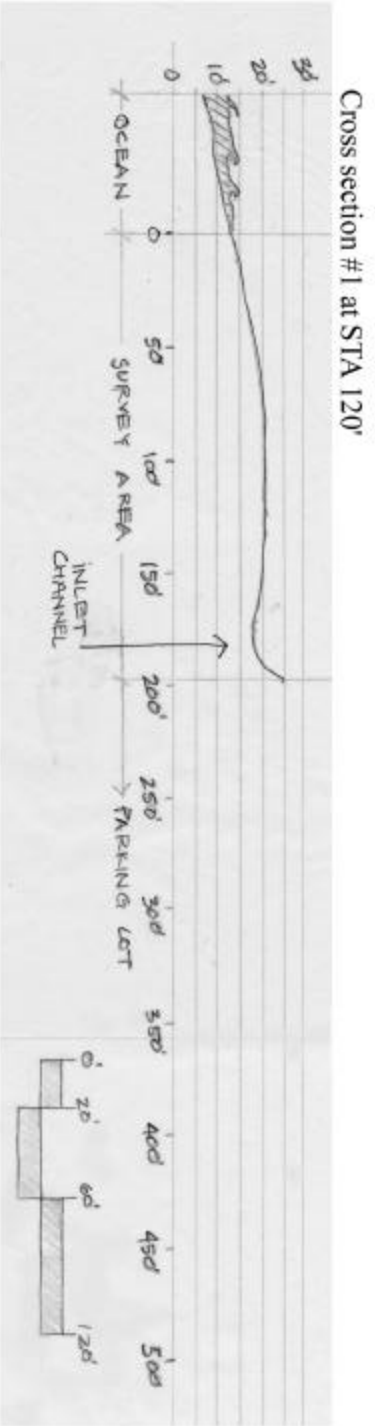 Cross section #1 at STA 120'
30'
20'
10'
0
0 50' 100' 150' 200' 250' 300' 350' 400' 450' 500'
OCEAN SURVEY AREA PARKING LOT
INLET
CHANNEL
0' 20' 60' 120'